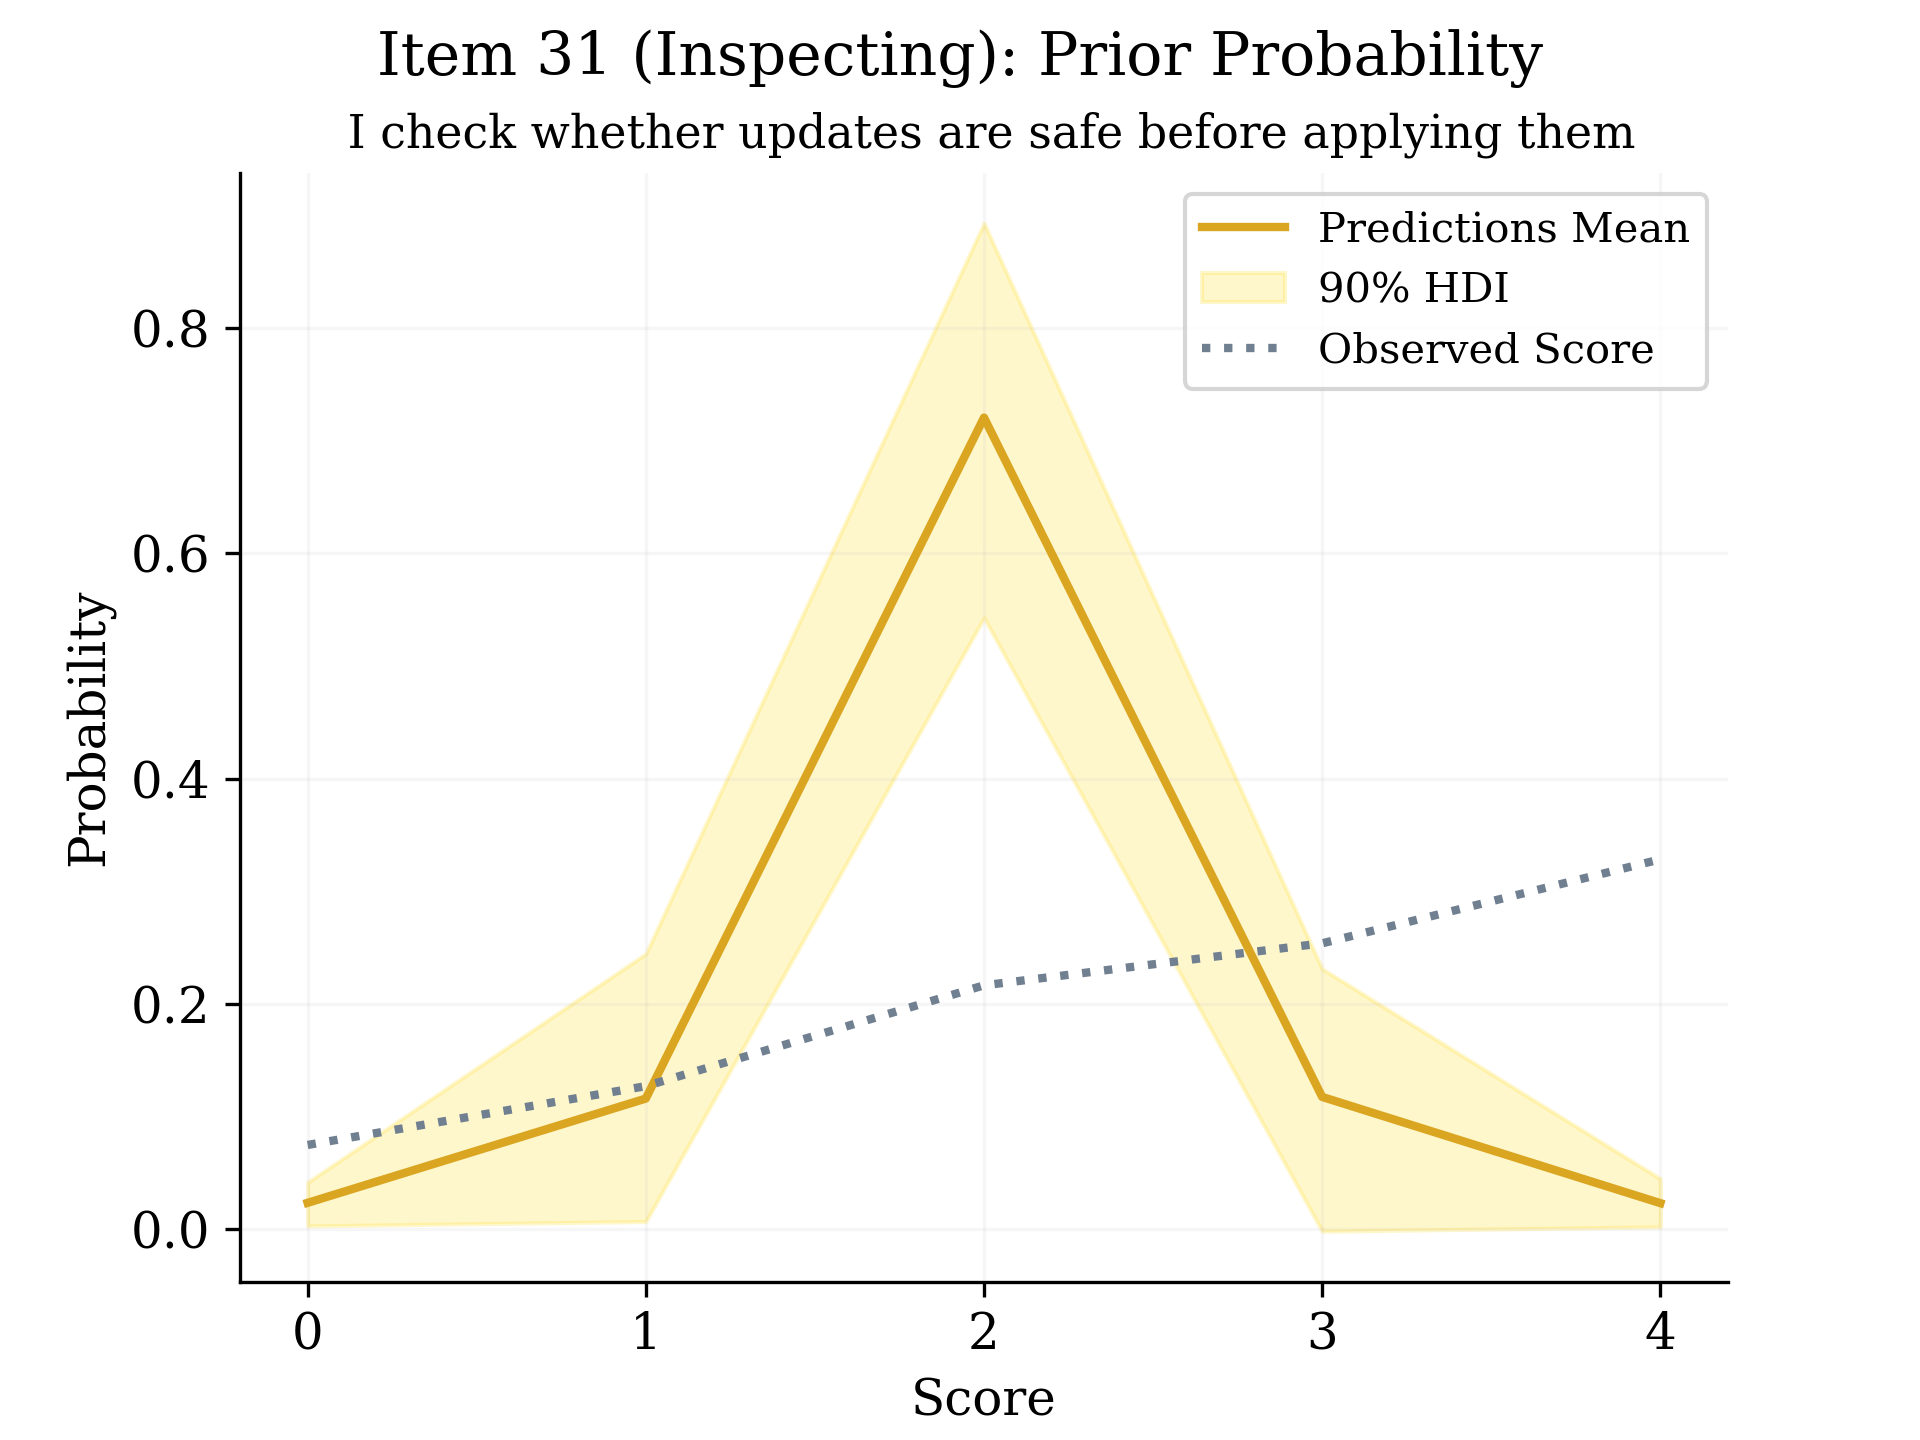 Item 31 (Inspecting): Prior Probability
I check whether updates are safe before applying them
Predictions Mean
90% HDI
Observed Score
0.8
0.6
0.4
0.2
0.0
Probability
0 1 2 3 4
Score